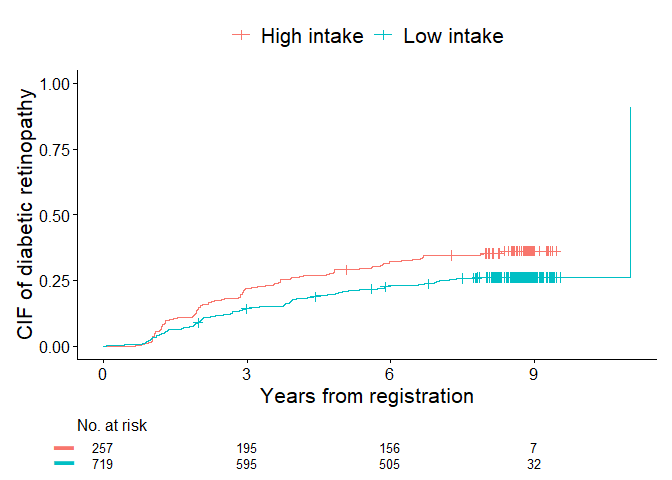 High intake Low intake
CIF of diabetic retinopathy
1.00
0.75
0.50
0.25
0.00
0 3 6 9
Years from registration
No. at risk
257 195 156 7
719 595 505 32